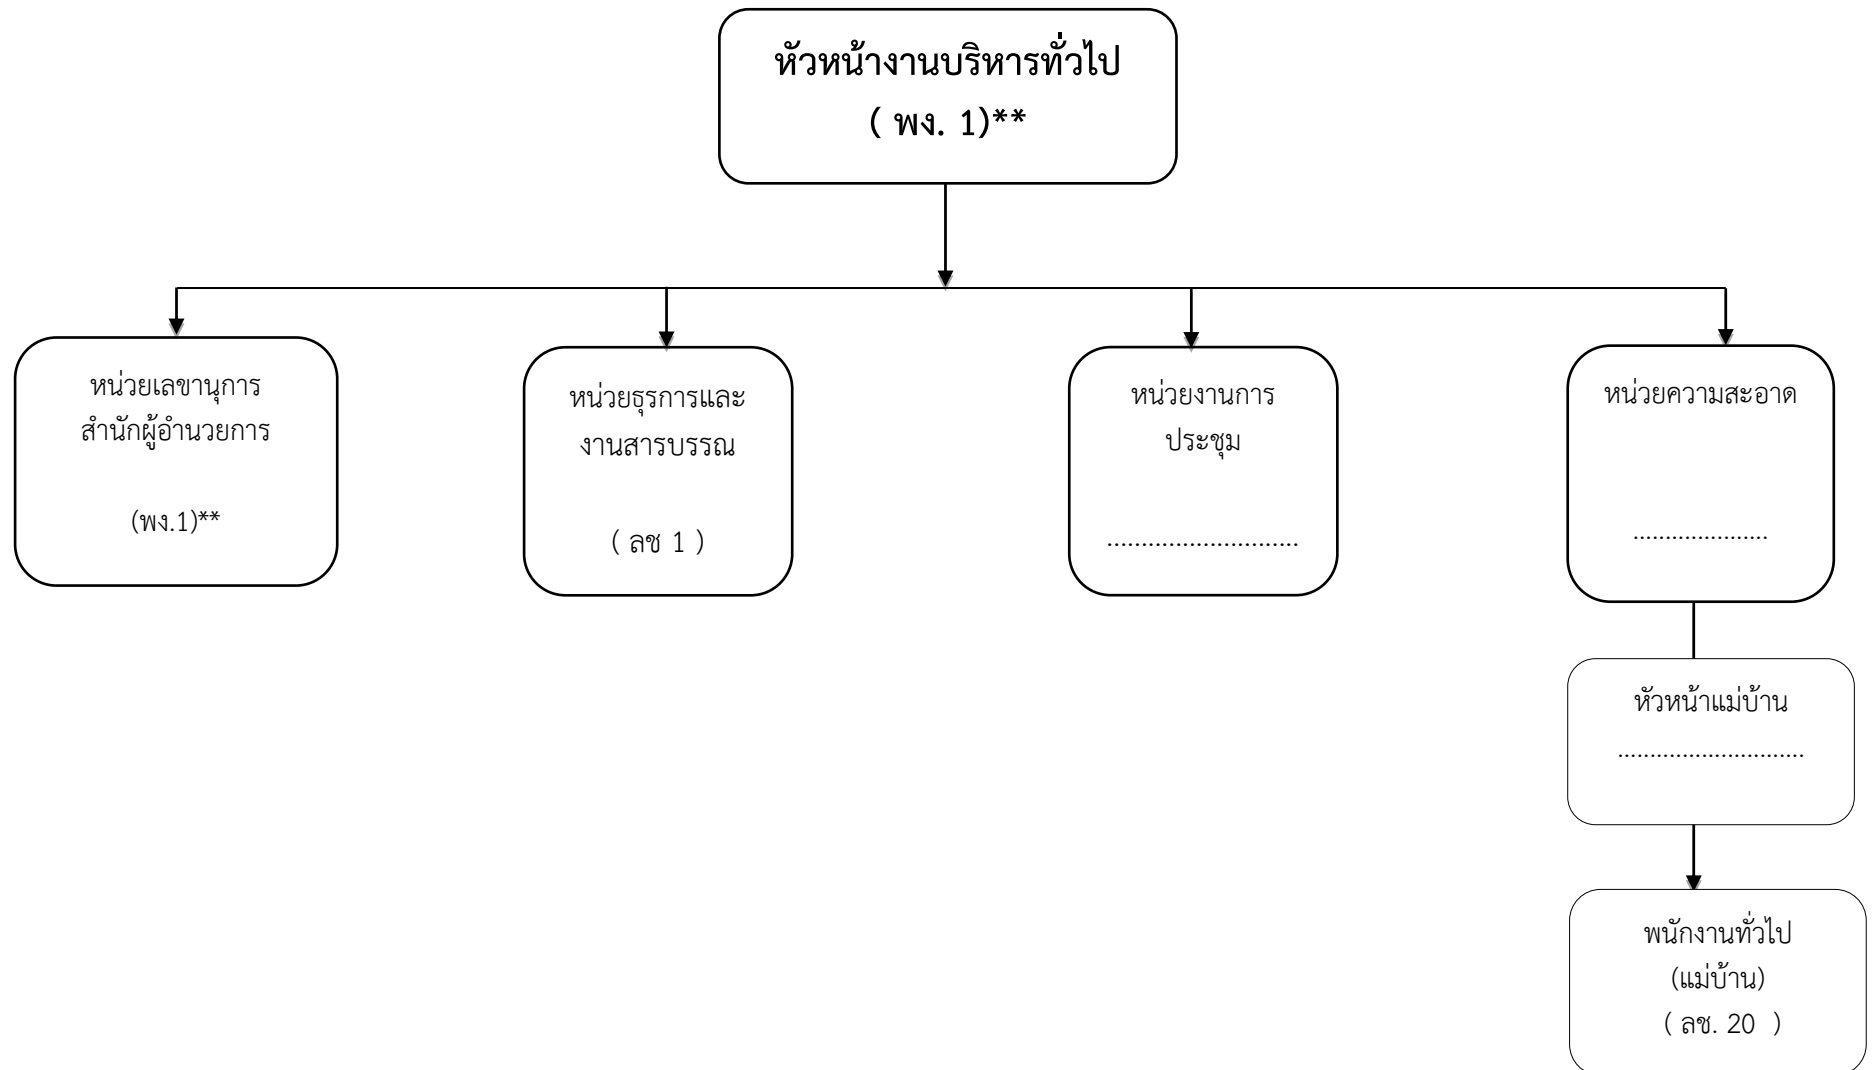 หัวหน้างานบริหารทั่วไป
( พง. 1)**
หน่วยเลขานุการ
สำนักผู้อำนวยการ
(พง.1)**
หน่วยธุรการและ
งานสารบรรณ
( ลช 1 )
หน่วยงานการ
ประชุม
............................
หน่วยความสะอาด
.....................
หัวหน้าแม่บ้าน
.............................
พนักงานทั่วไป
(แม่บ้าน)
( ลช. 20 )